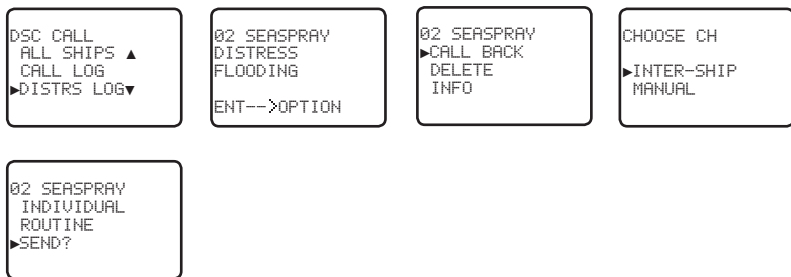 DSC CALL
ALL SHIPS ▲
CALL LOG
►DISTRS LOG▼
02 SEASPRAY
DISTRESS
FLOODING
ENT-->OPTION
02 SEASPRAY
►CALL BACK
DELETE
INFO
CHOOSE CH
►INTER-SHIP
MANUAL
02 SEASPRAY
INDIVIDUAL
ROUTINE
►SEND?